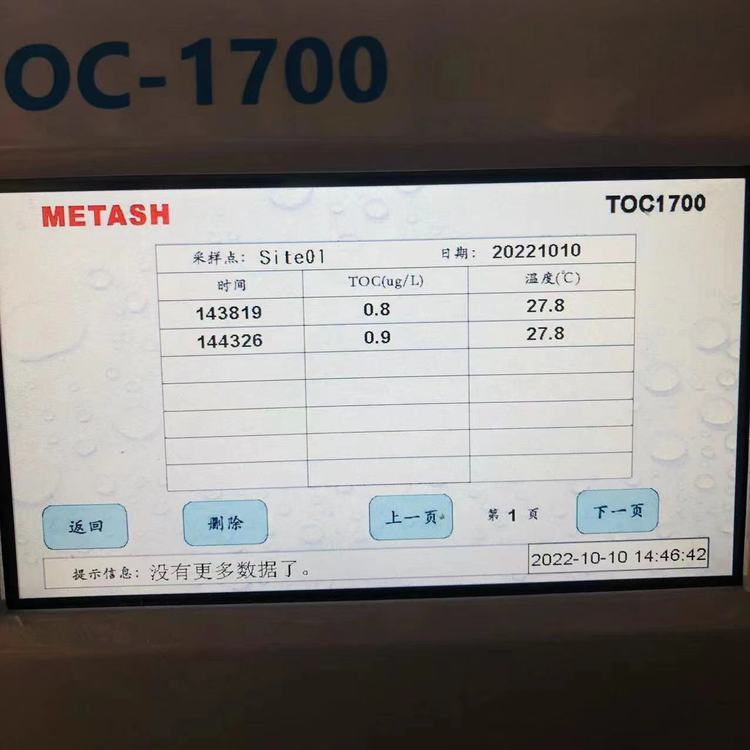 OC-1700
METASH TOC1700
采样点: Site01 日期: 20221010
时间 TOC(ug/L) 温度(℃)
143819 0.8 27.8
144326 0.9 27.8
返回 删除 上一页 第 1 页 下一页
提示信息: 没有更多数据了。 2022-10-10 14:46:42